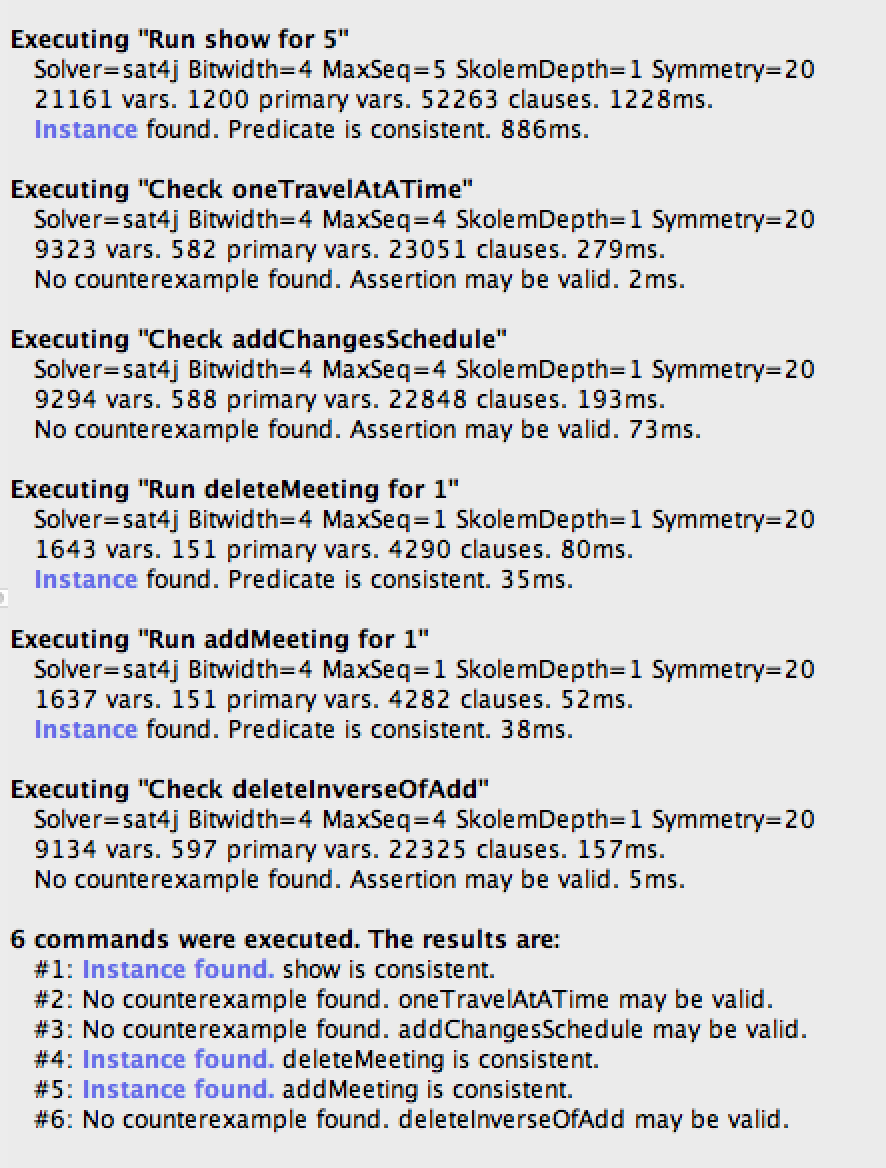 Executing "Run show for 5"
Solver=sat4j Bitwidth=4 MaxSeq=5 SkolemDepth=1 Symmetry=20
21161 vars. 1200 primary vars. 52263 clauses. 1228ms.
Instance found. Predicate is consistent. 886ms.
Executing "Check oneTravelAtATime"
Solver=sat4j Bitwidth=4 MaxSeq=4 SkolemDepth=1 Symmetry=20
9323 vars. 582 primary vars. 23051 clauses. 279ms.
No counterexample found. Assertion may be valid. 2ms.
Executing "Check addChangesSchedule"
Solver=sat4j Bitwidth=4 MaxSeq=4 SkolemDepth=1 Symmetry=20
9294 vars. 588 primary vars. 22848 clauses. 193ms.
No counterexample found. Assertion may be valid. 73ms.
Executing "Run deleteMeeting for 1"
Solver=sat4j Bitwidth=4 MaxSeq=1 SkolemDepth=1 Symmetry=20
1643 vars. 151 primary vars. 4290 clauses. 80ms.
Instance found. Predicate is consistent. 35ms.
Executing "Run addMeeting for 1"
Solver=sat4j Bitwidth=4 MaxSeq=1 SkolemDepth=1 Symmetry=20
1637 vars. 151 primary vars. 4282 clauses. 52ms.
Instance found. Predicate is consistent. 38ms.
Executing "Check deleteInverseOfAdd"
Solver=sat4j Bitwidth=4 MaxSeq=4 SkolemDepth=1 Symmetry=20
9134 vars. 597 primary vars. 22325 clauses. 157ms.
No counterexample found. Assertion may be valid. 5ms.
6 commands were executed. The results are:
#1: Instance found. show is consistent.
#2: No counterexample found. oneTravelAtATime may be valid.
#3: No counterexample found. addChangesSchedule may be valid.
#4: Instance found. deleteMeeting is consistent.
#5: Instance found. addMeeting is consistent.
#6: No counterexample found. deleteInverseOfAdd may be valid.